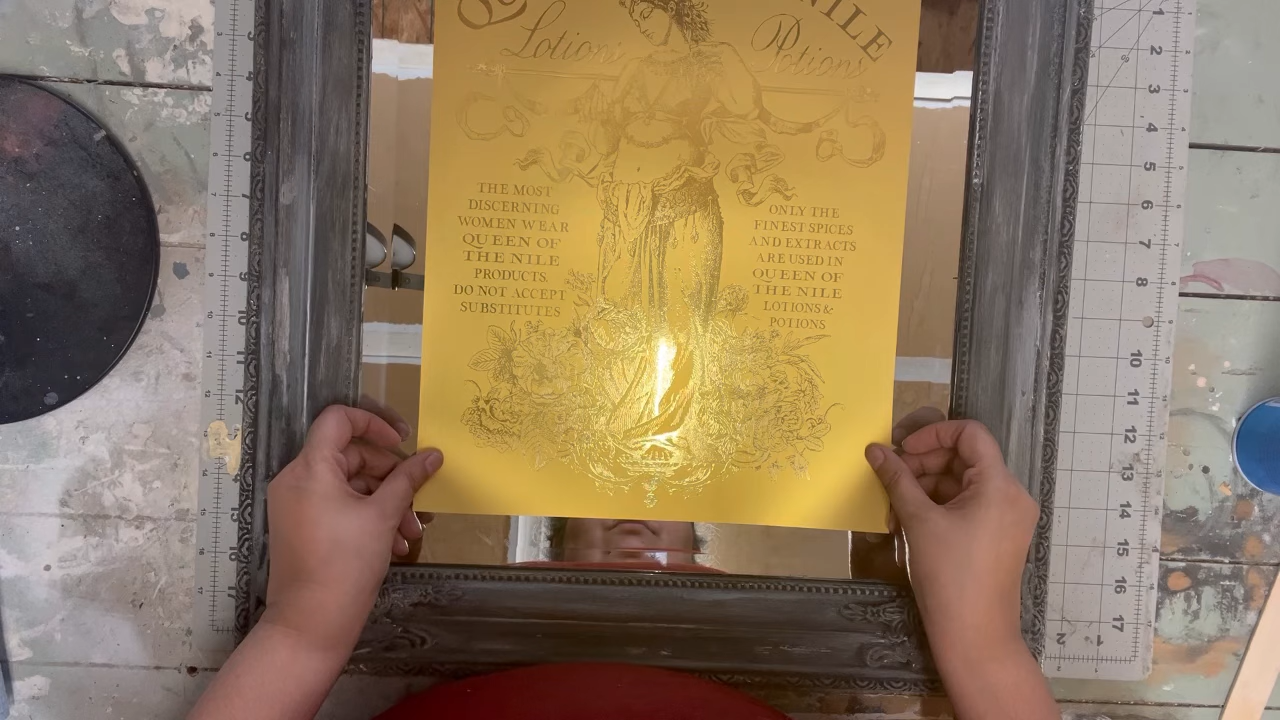 NILE
Lotions Potions
THE MOST
DISCERNING
WOMEN WEAR
QUEEN OF
THE NILE
PRODUCTS.
DO NOT ACCEPT
SUBSTITUTES
ONLY THE
FINEST SPICES
AND EXTRACTS
ARE USED IN
QUEEN OF
THE NILE
LOTIONS &
POTIONS
1
2
3
4
5
6
7
8
10
11
12
13
14
15
16
17